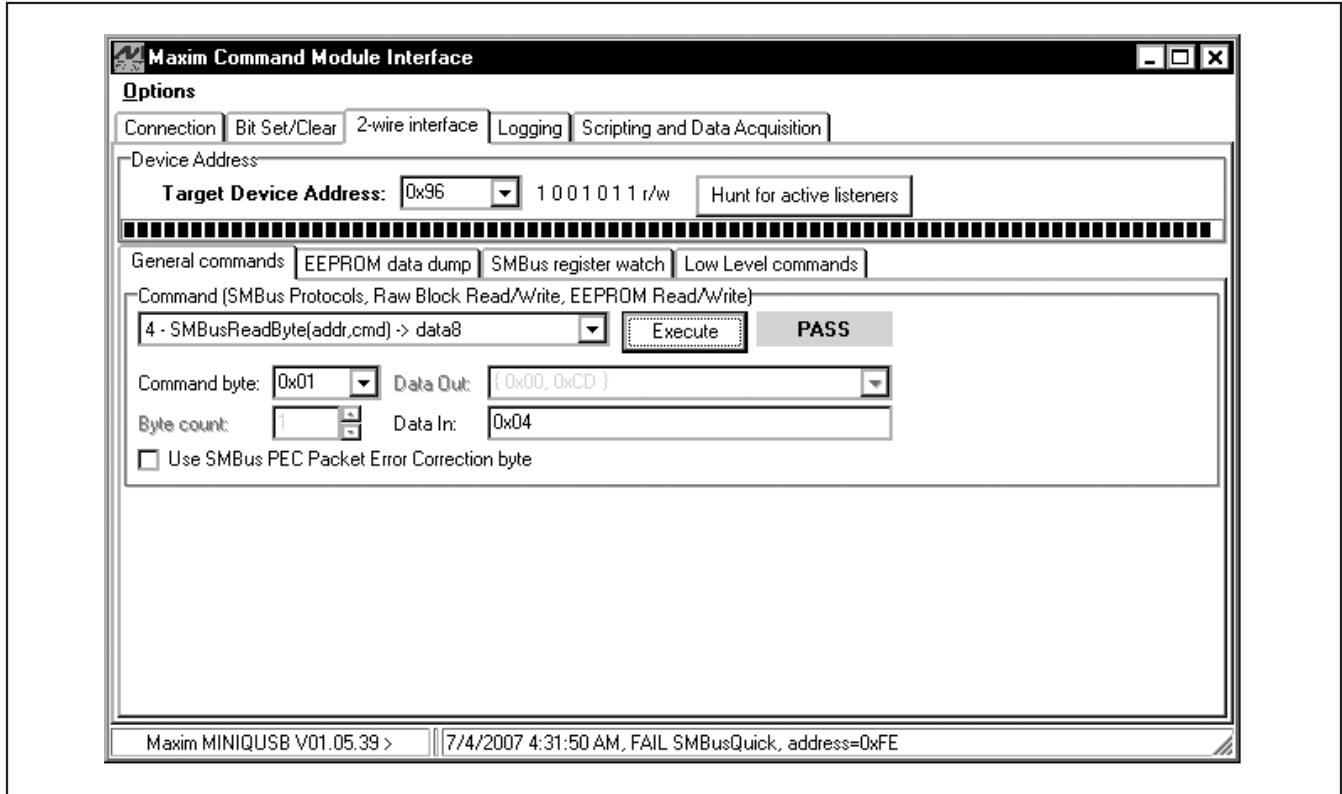 Maxim Command Module Interface
Options
Connection Bit Set/Clear 2-wire interface Logging Scripting and Data Acquisition
Device Address
Target Device Address: 0x96 1 0 0 1 0 1 1 r/w Hunt for active listeners
General commands EEPROM data dump SMBus register watch Low Level commands
Command (SMBus Protocols, Raw Block Read/Write, EEPROM Read/Write)
4 - SMBusReadByte(addr,cmd) -> data8 Execute PASS
Command byte: 0x01 Data Out: { 0x00, 0xCD }
Byte count: 1 Data In: 0x04
Use SMBus PEC Packet Error Correction byte
Maxim MINIQUSB V01.05.39 > 7/4/2007 4:31:50 AM, FAIL SMBusQuick, address=0xFE